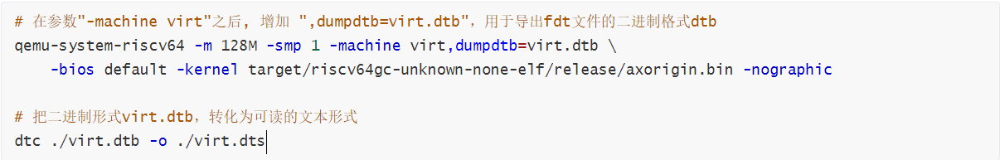 # 在参数"-machine virt"之后, 增加 ",dumpdtb=virt.dtb", 用于导出fdt文件的二进制格式dtb
qemu-system-riscv64 -m 128M -smp 1 -machine virt,dumpdtb=virt.dtb \
-bios default -kernel target/riscv64gc-unknown-none-elf/release/axorigin.bin -nographic
# 把二进制形式virt.dtb, 转化为可读的文本形式
dtc ./virt.dtb -o ./virt.dts